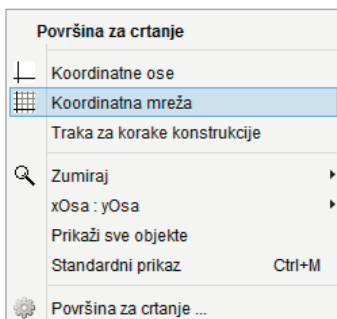 Površina za crtanje
Koordinatne ose
Koordinatna mreža
Traka za korake konstrukcije
Zumiraj
xOsa : yOsa
Prikaži sve objekte
Standardni prikaz Ctrl+M
Površina za crtanje ...